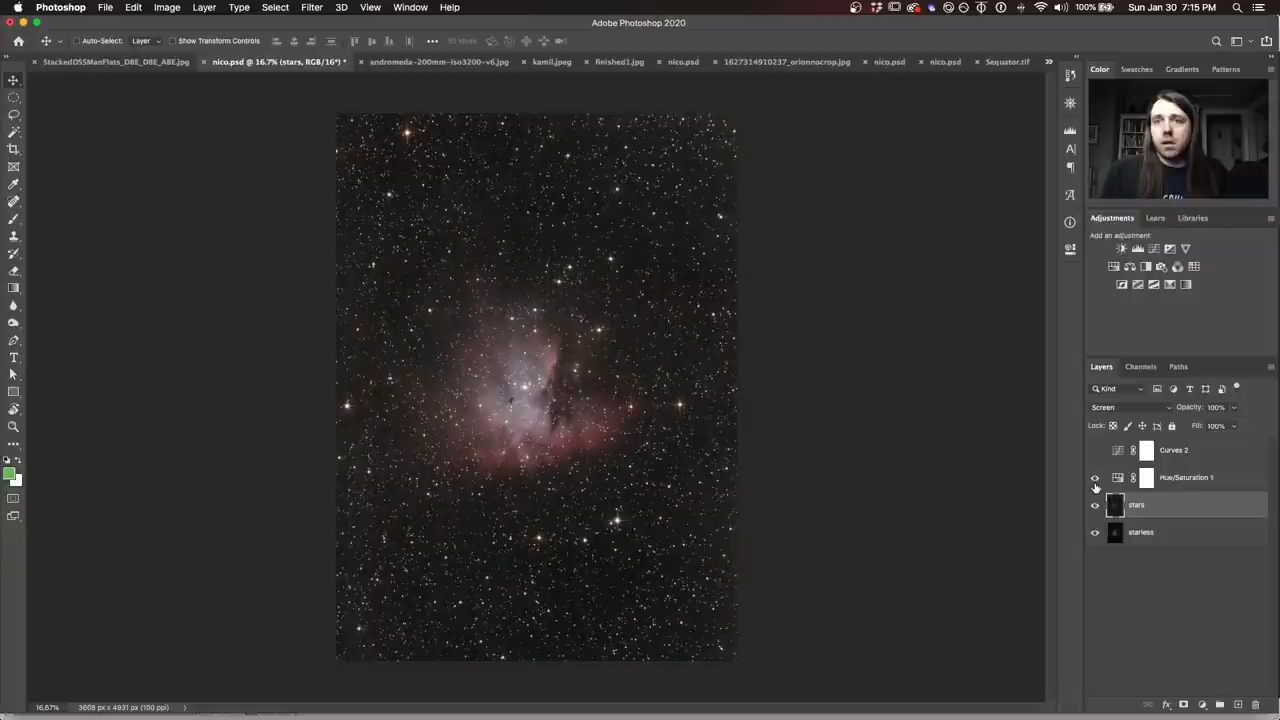 Photoshop File Edit Image Layer Type Select Filter 3D View Window Help 100% Sun Jan 30 7:15 PM
Adobe Photoshop 2020
Auto-Select: Layer Show Transform Controls 3D Mode:
StackedDSSManFlats_DBE_DBE_ABE.jpg nico.psd @ 16.7% (stars, RGB/16*) * andromeda-200mm-iso3200-v6.jpg kamil.jpeg finished1.jpg nico.psd 1627314910237_orionnocrop.jpg nico.psd nico.psd Sequator.tif
Color Swatches Gradients Patterns
Adjustments Learn Libraries
Add an adjustment
Layers Channels Paths
Kind
Screen Opacity: 100%
Lock: Fill: 100%
Curves 2
Hue/Saturation 1
stars
starless
16.67% 3608 px x 4931 px (100 ppi)